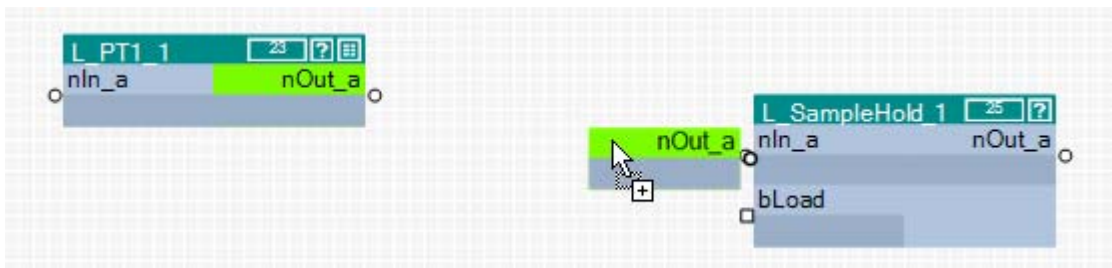 L_PT1_1 23 ?
nIn_a nOut_a
L_SampleHold_1 25 ?
nOut_a nIn_a nOut_a
bLoad